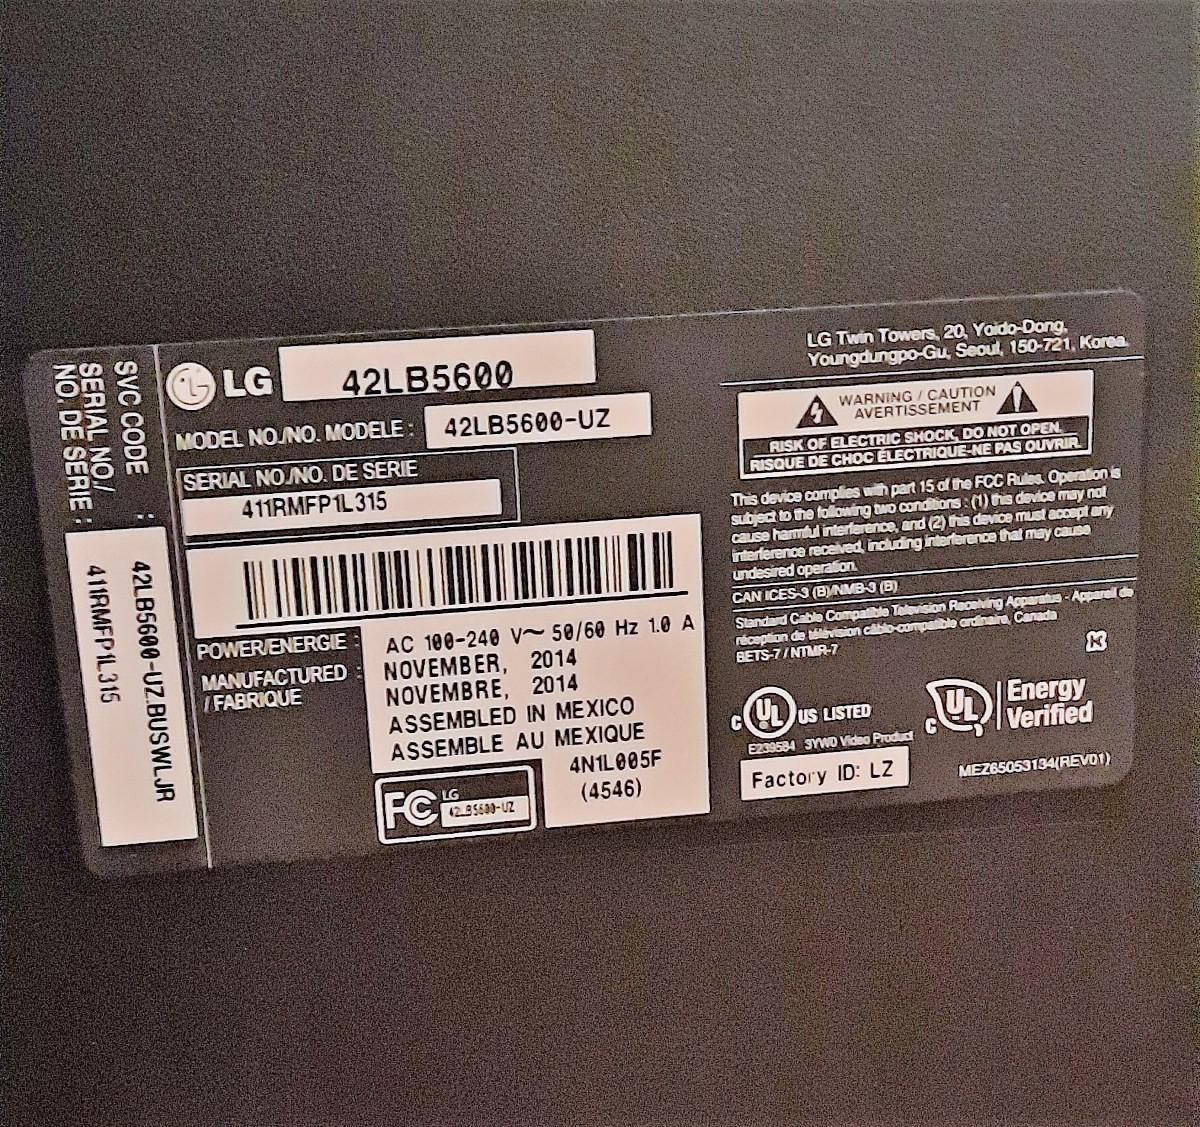 SVC CODE : 42LB5600-UZ.BUSWLJR
SERIAL NO./
NO. DE SERIE : 411RMFP1L315
LG 42LB5600
MODEL NO./NO. MODELE : 42LB5600-UZ
SERIAL NO./NO. DE SERIE
411RMFP1L315
POWER/ENERGIE : AC 100-240 V~ 50/60 Hz 1.0 A
MANUFACTURED : NOVEMBER, 2014
/ FABRIQUE NOVEMBRE, 2014
ASSEMBLED IN MEXICO
ASSEMBLE AU MEXIQUE
4N1L005F
(4546)
FC LG
42LB5600-UZ
LG Twin Towers, 20, Yoido-Dong,
Youngdungpo-Gu, Seoul, 150-721, Korea.
WARNING / CAUTION
AVERTISSEMENT
RISK OF ELECTRIC SHOCK, DO NOT OPEN.
RISQUE DE CHOC ÉLECTRIQUE-NE PAS OUVRIR.
This device complies with part 15 of the FCC Rules. Operation is
subject to the following two conditions : (1) this device may not
cause harmful interference, and (2) this device must accept any
interference received, including interference that may cause
undesired operation.
CAN ICES-3 (B)/NMB-3 (B)
Standard Cable Compatible Television Receiving Apparatus - Appareil de
réception de télévision câblo-compatible ordinaire, Canada
BETS-7 / NTMR-7
c UL US LISTED
E239584 3YW0 Video Product
c UL Energy
Verified
Factory ID: LZ
MEZ65053134(REV01)